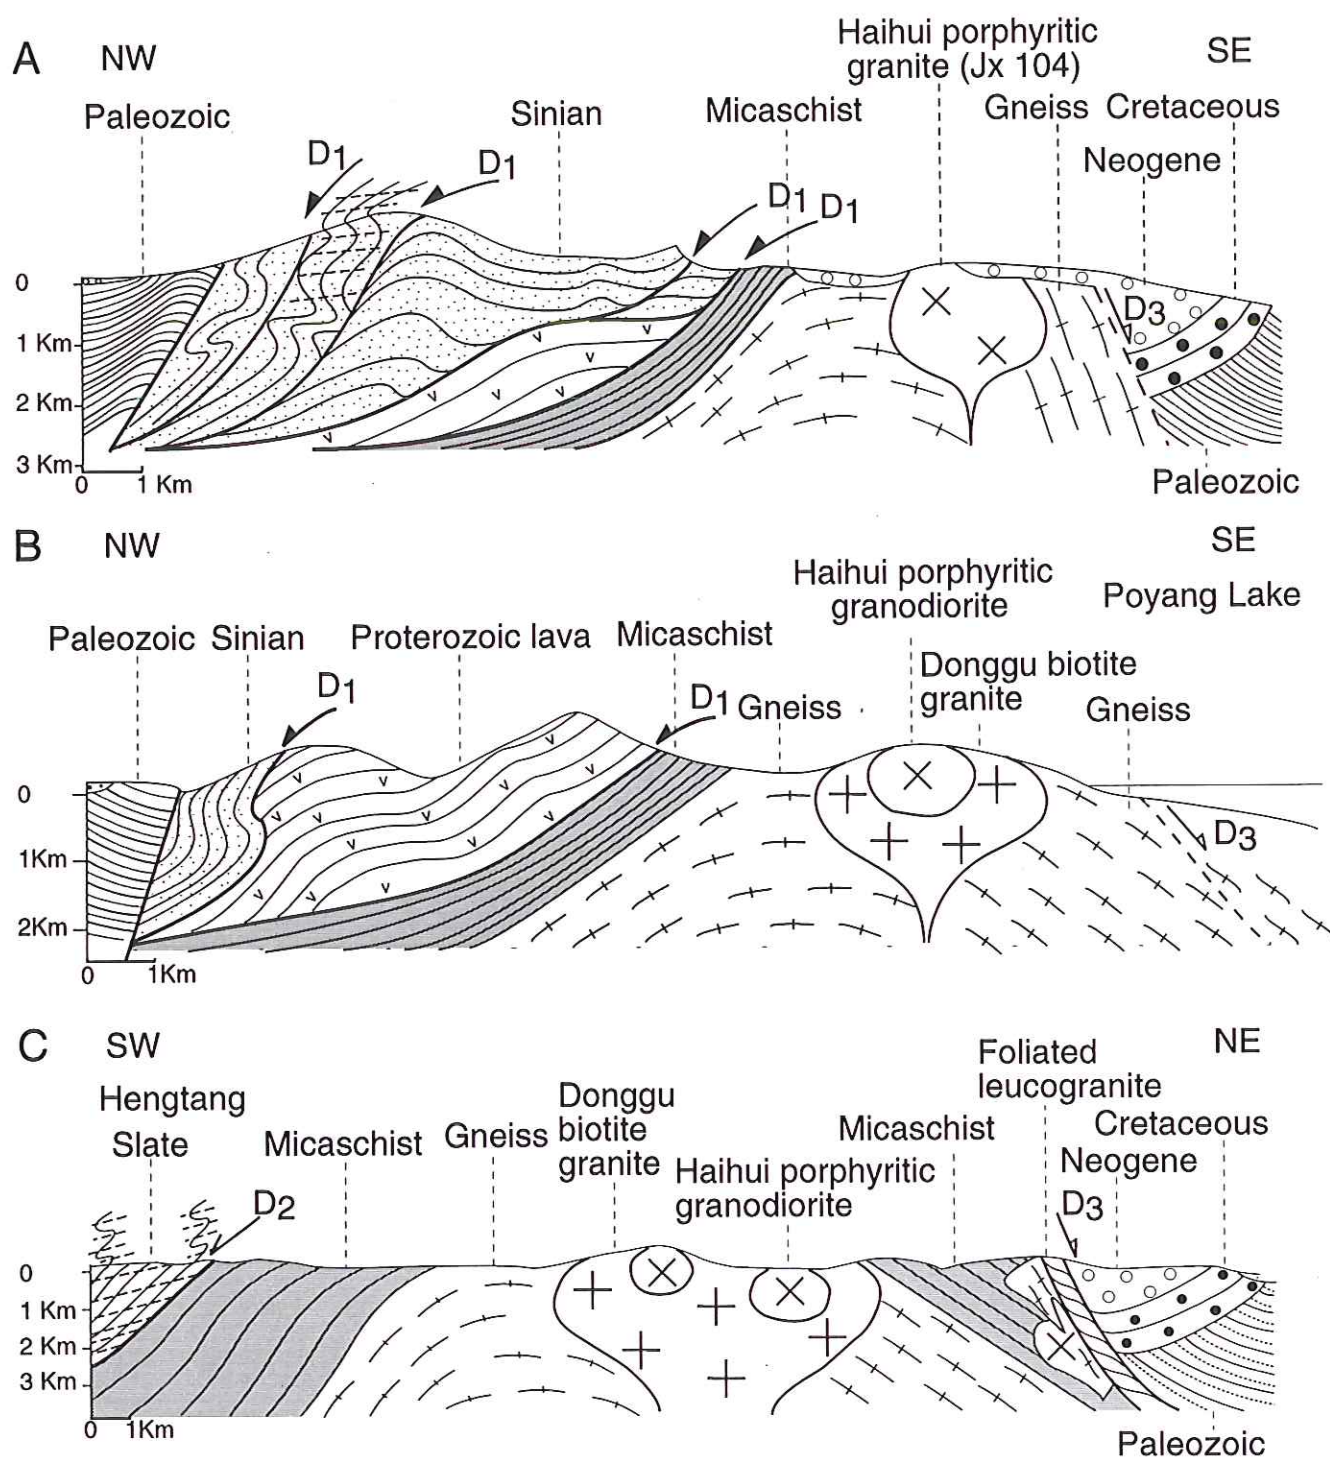 A
NW
Haihui porphyritic
granite (Jx 104)
SE
Paleozoic
Sinian
Micaschist
Gneiss
Cretaceous
Neogene
D1
D1
D1
D1
D3
0
1 Km
2 Km
3 Km
0
1 Km
Paleozoic
B
NW
SE
Haihui porphyritic
granodiorite
Poyang Lake
Paleozoic
Sinian
Proterozoic lava
Micaschist
Donggu biotite
granite
D1
D1
Gneiss
Gneiss
D3
0
1Km
2Km
0
1Km
C
SW
NE
Foliated
leucogranite
Hengtang
Slate
Micaschist
Gneiss
Donggu
biotite
granite
Haihui porphyritic
granodiorite
Micaschist
Cretaceous
Neogene
D2
D3
0
1 Km
2 Km
3 Km
0
1Km
Paleozoic